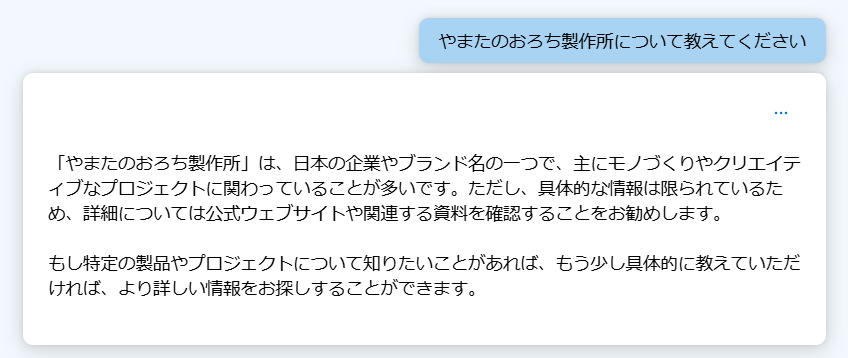 やまたのおろち製作所について教えてください
…
「やまたのおろち製作所」は、日本の企業やブランド名の一つで、主にモノづくりやクリエイテ
ィブなプロジェクトに関わっていることが多いです。ただし、具体的な情報は限られているた
め、詳細については公式ウェブサイトや関連する資料を確認することをお勧めします。
もし特定の製品やプロジェクトについて知りたいことがあれば、もう少し具体的に教えていただ
ければ、より詳しい情報をお探しすることができます。